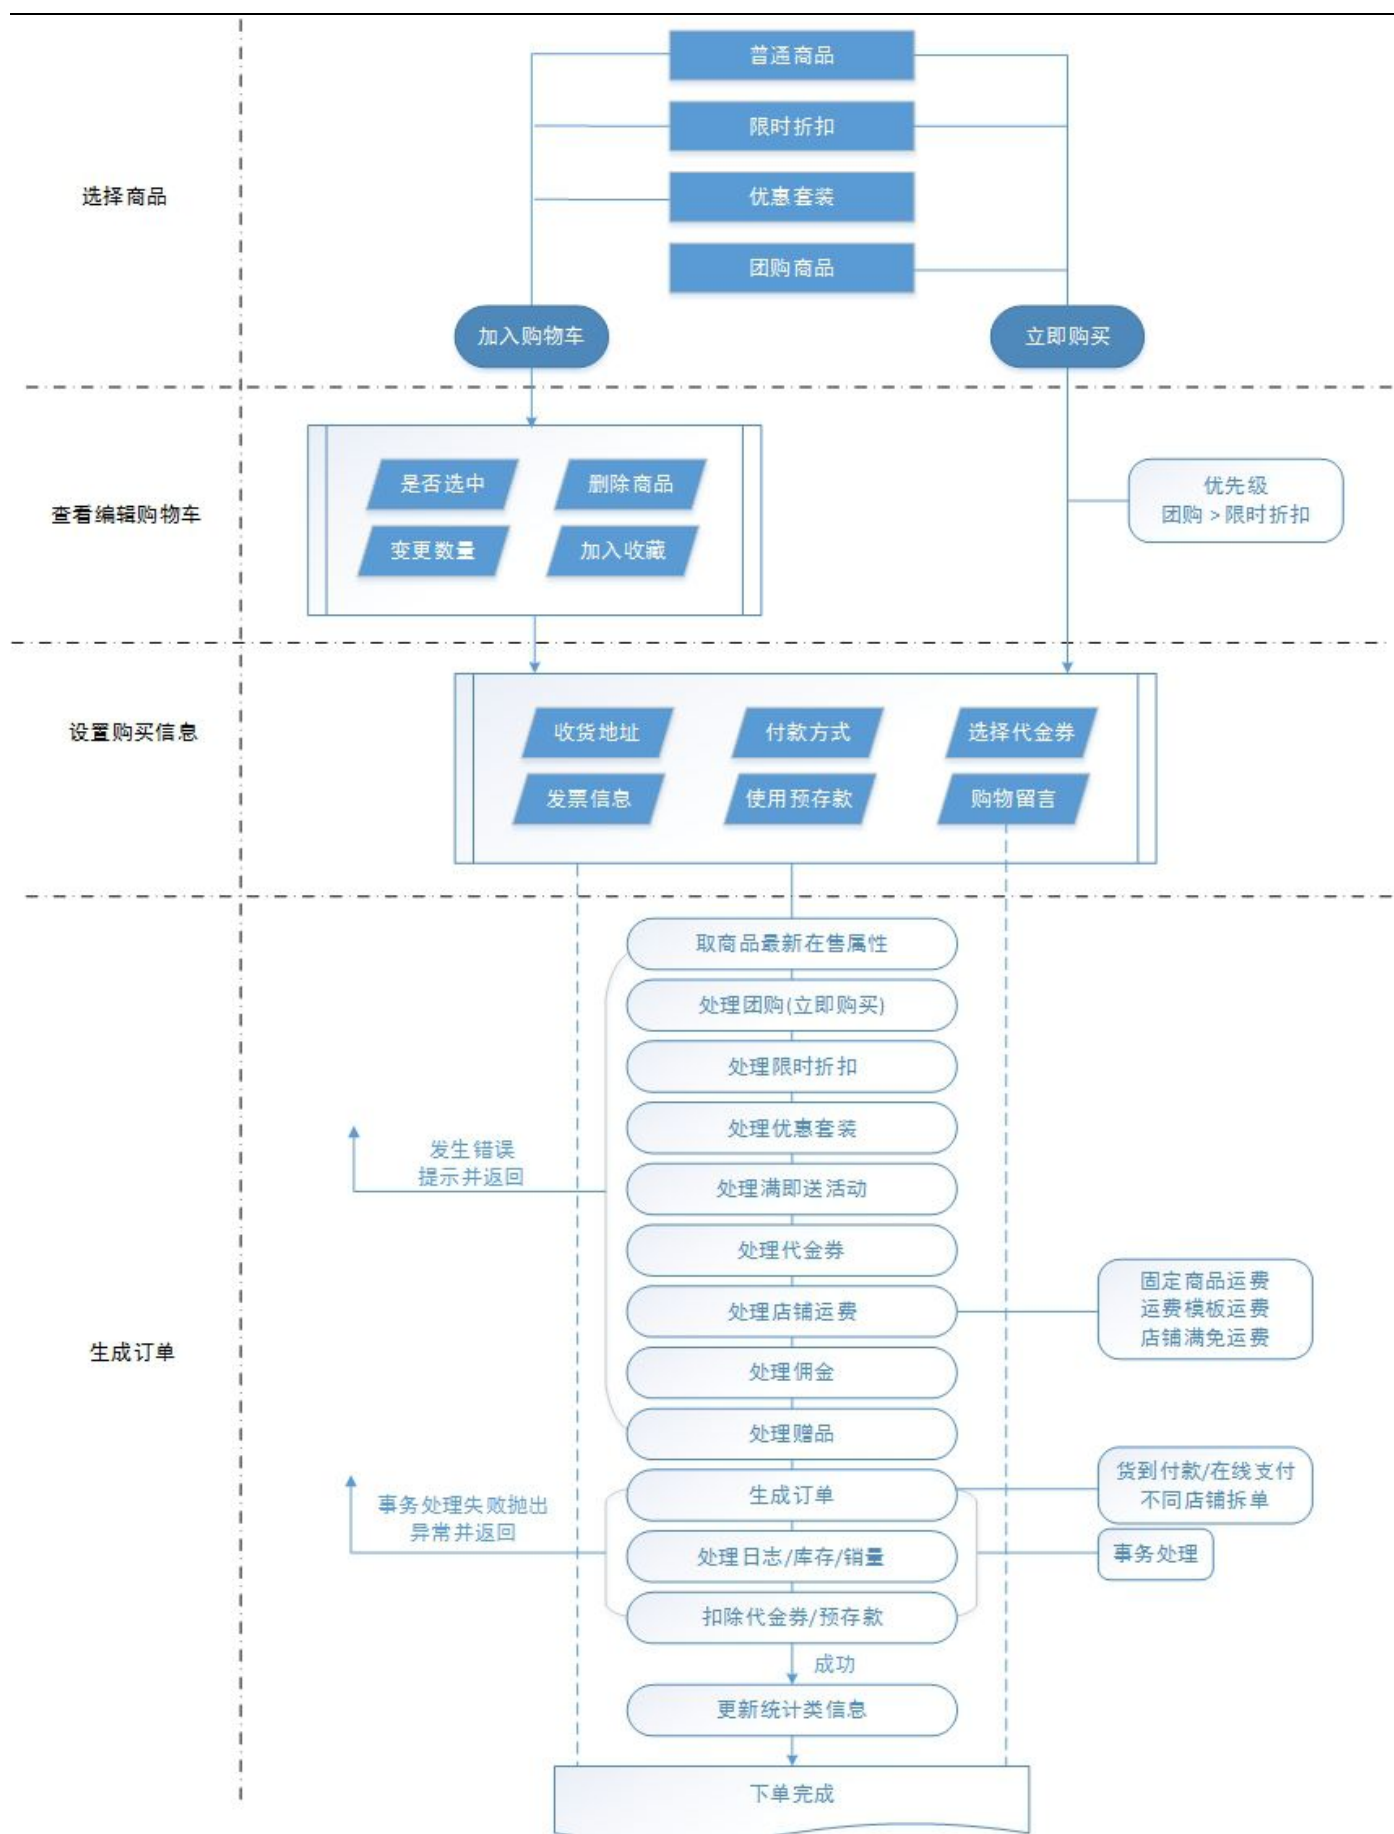 普通商品
限时折扣
选择商品
优惠套装
团购商品
加入购物车
立即购买
是否选中
删除商品
查看编辑购物车
变更数量
加入收藏
优先级
团购 > 限时折扣
设置购买信息
收货地址
付款方式
选择代金券
发票信息
使用预存款
购物留言
取商品最新在售属性
处理团购(立即购买)
处理限时折扣
处理优惠套装
发生错误
提示并返回
处理满即送活动
处理代金券
处理店铺运费
固定商品运费
运费模板运费
店铺满免运费
生成订单
处理佣金
处理赠品
生成订单
货到付款/在线支付
不同店铺拆单
事务处理失败抛出
异常并返回
处理日志/库存/销量
事务处理
扣除代金券/预存款
成功
更新统计类信息
下单完成